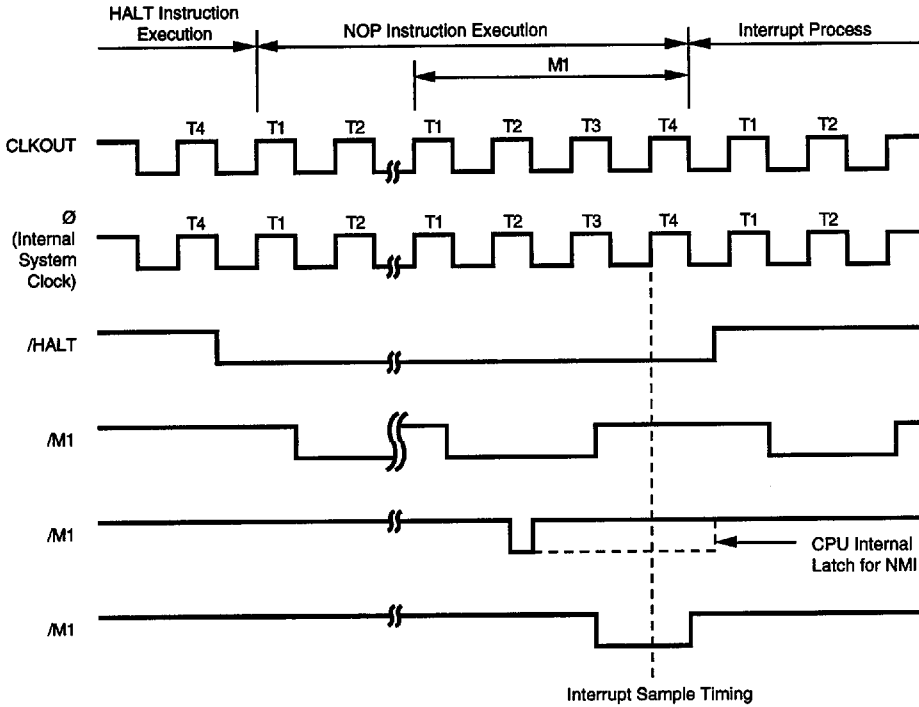 HALT Instruction
Execution
NOP Instruction Execution
Interrupt Process
M1
T4 T1 T2 T1 T2 T3 T4 T1 T2
CLKOUT
Ø
(Internal
System
Clock)
T4 T1 T2 T1 T2 T3 T4 T1 T2
/HALT
/M1
/M1
CPU Internal
Latch for NMI
/M1
Interrupt Sample Timing